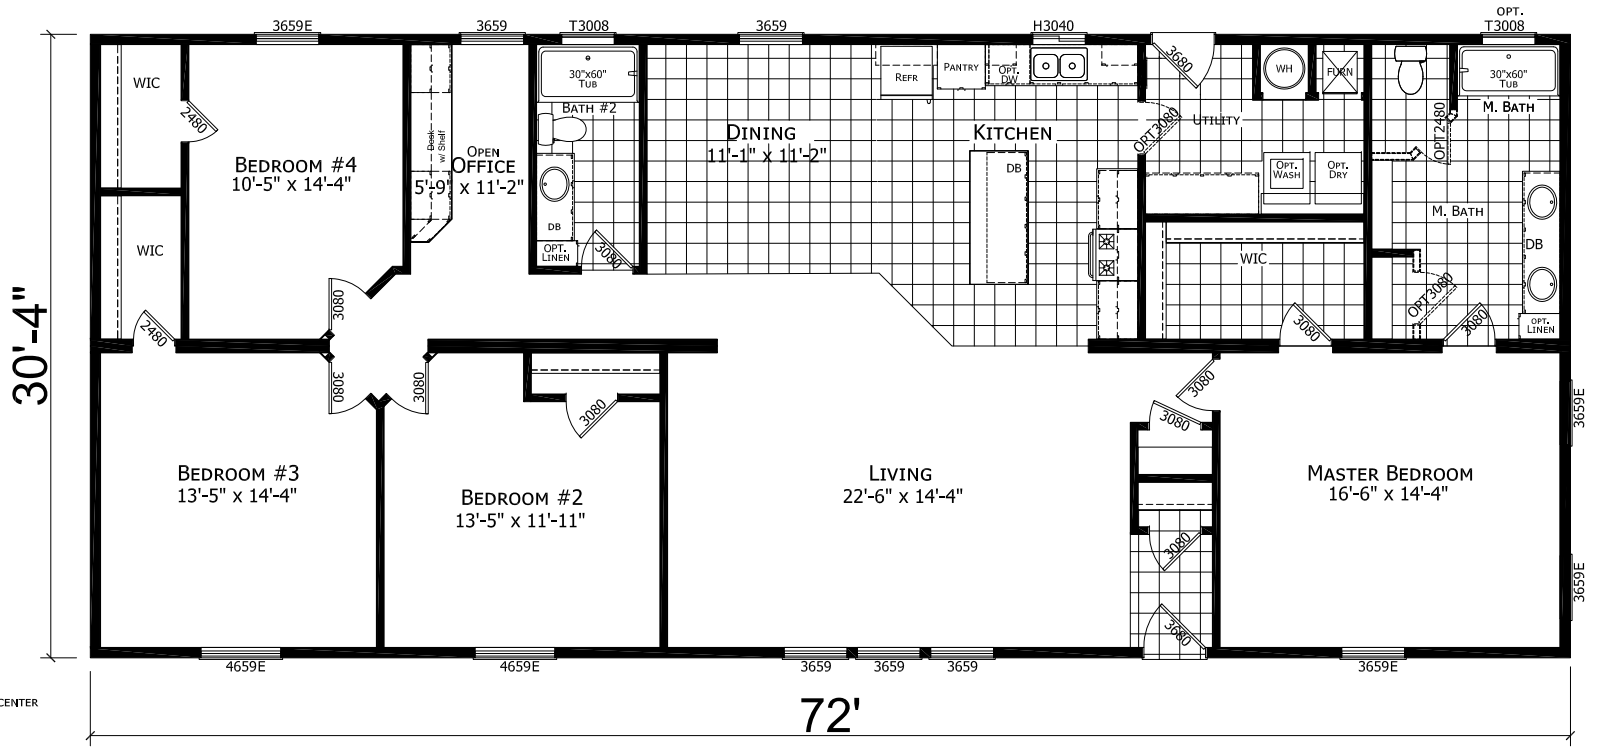 3659E
3659
T3008
3659
H3040
OPT.
T3008
WIC
2480
BEDROOM #4
10'-5" x 14'-4"
WIC
2480
3080
Desk
w/ Shelf
OPEN
OFFICE
5'-9" x 11'-2"
30"x60"
TUB
BATH #2
DB
OPT.
LINEN
3080
DINING
11'-1" x 11'-2"
REFR
PANTRY
OPT.
DW
KITCHEN
DB
3680
OPT3080
UTILITY
WH
FURN
OPT.
WASH
OPT.
DRY
WIC
3080
OPT2480
30"x60"
TUB
M. BATH
M. BATH
DB
OPT3080
OPT.
LINEN
3080
30'-4"
3080
3080
3080
BEDROOM #3
13'-5" x 14'-4"
BEDROOM #2
13'-5" x 11'-11"
LIVING
22'-6" x 14'-4"
3080
3080
3080
3680
MASTER BEDROOM
16'-6" x 14'-4"
3659E
3659E
4659E
4659E
3659
3659
3659
3659E
CENTER
72'